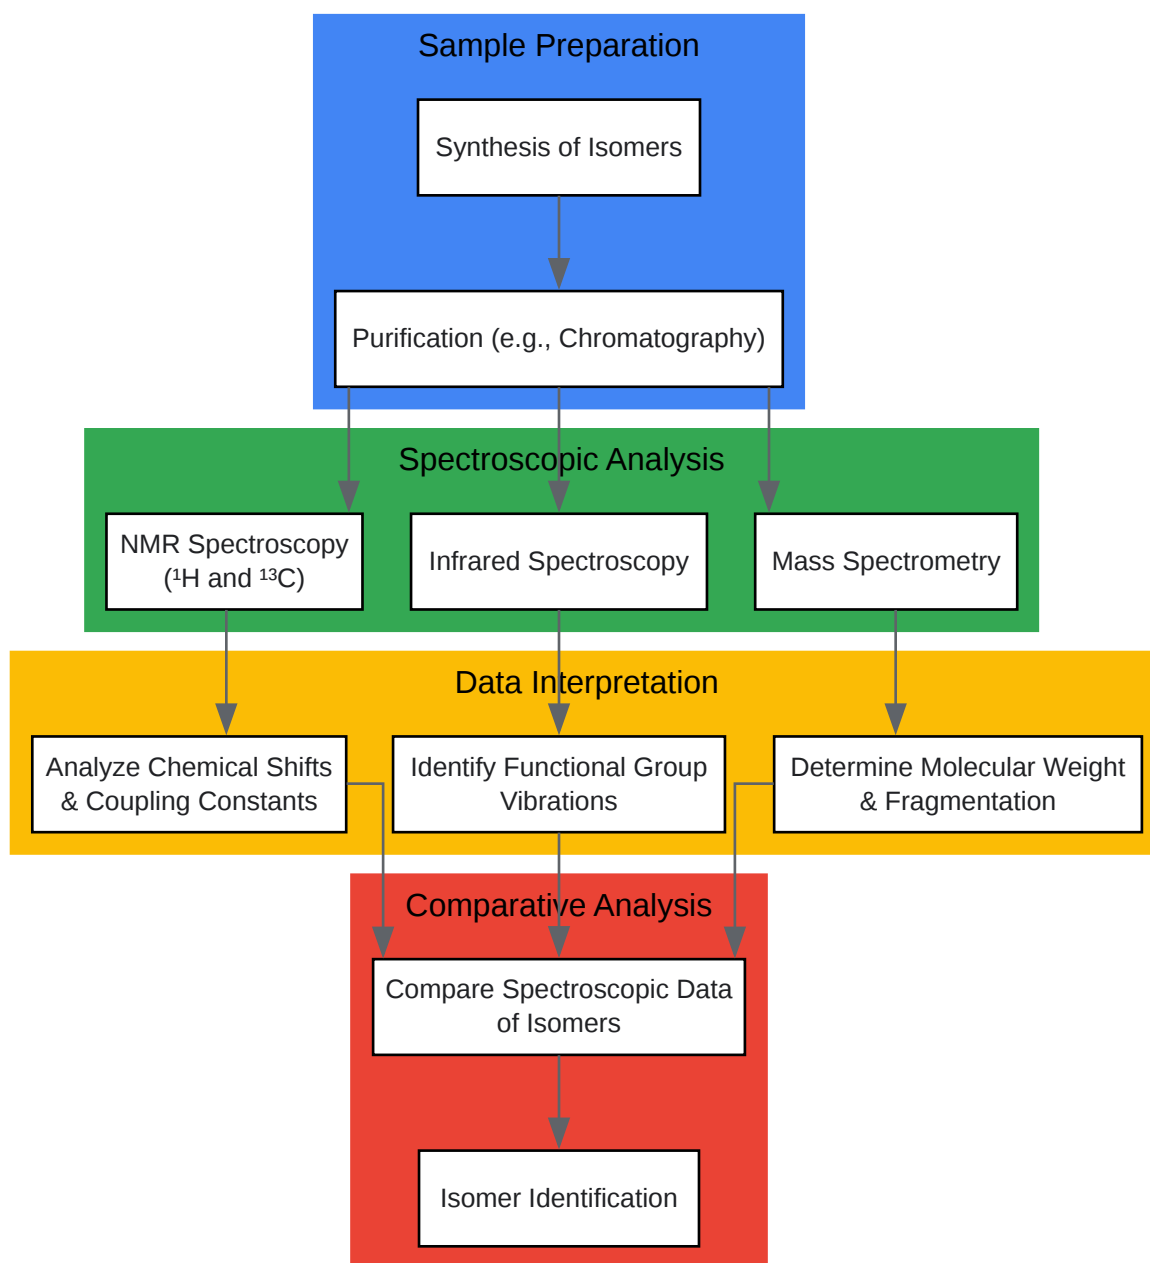 Sample Preparation
Synthesis of Isomers
Purification (e.g., Chromatography)
Spectroscopic Analysis
NMR Spectroscopy
(¹H and ¹³C)
Infrared Spectroscopy
Mass Spectrometry
Data Interpretation
Analyze Chemical Shifts
& Coupling Constants
Identify Functional Group
Vibrations
Determine Molecular Weight
& Fragmentation
Comparative Analysis
Compare Spectroscopic Data
of Isomers
Isomer Identification